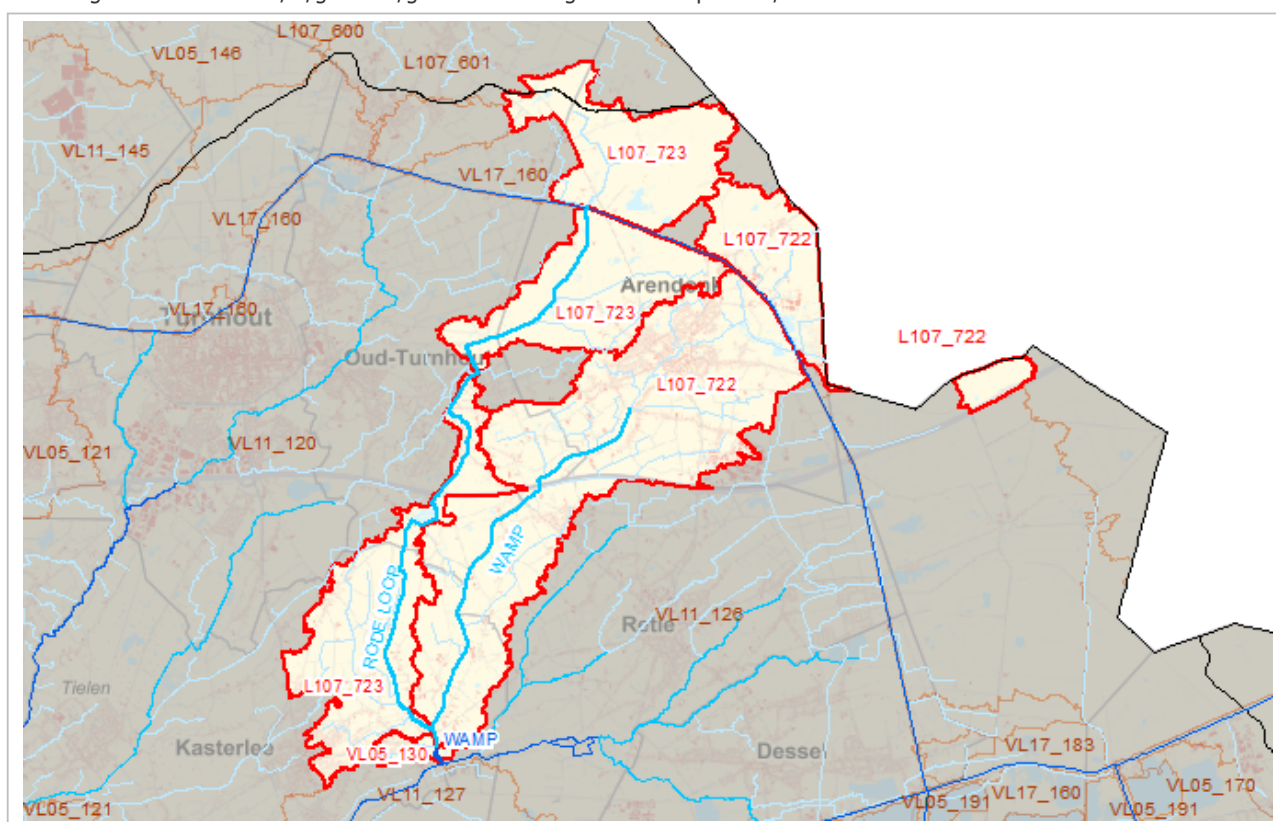 L107_600
VL05_146
L107_601
VL11_145
L107_723
VL17_160
VL17_160
L107_722
Arendonk
VL17_160
Turnhout
L107_723
L107_722
Oud-Turnhout
L107_722
VL11_120
VL05_121
WAMP
RODE LOOP
VL11_126
Retie
L107_723
Tielen
WAMP
Kasterlee
VL05_130
Dessel
VL17_183
VL11_127
VL05_170
VL05_121
VL05_191
VL17_160
VL05_191